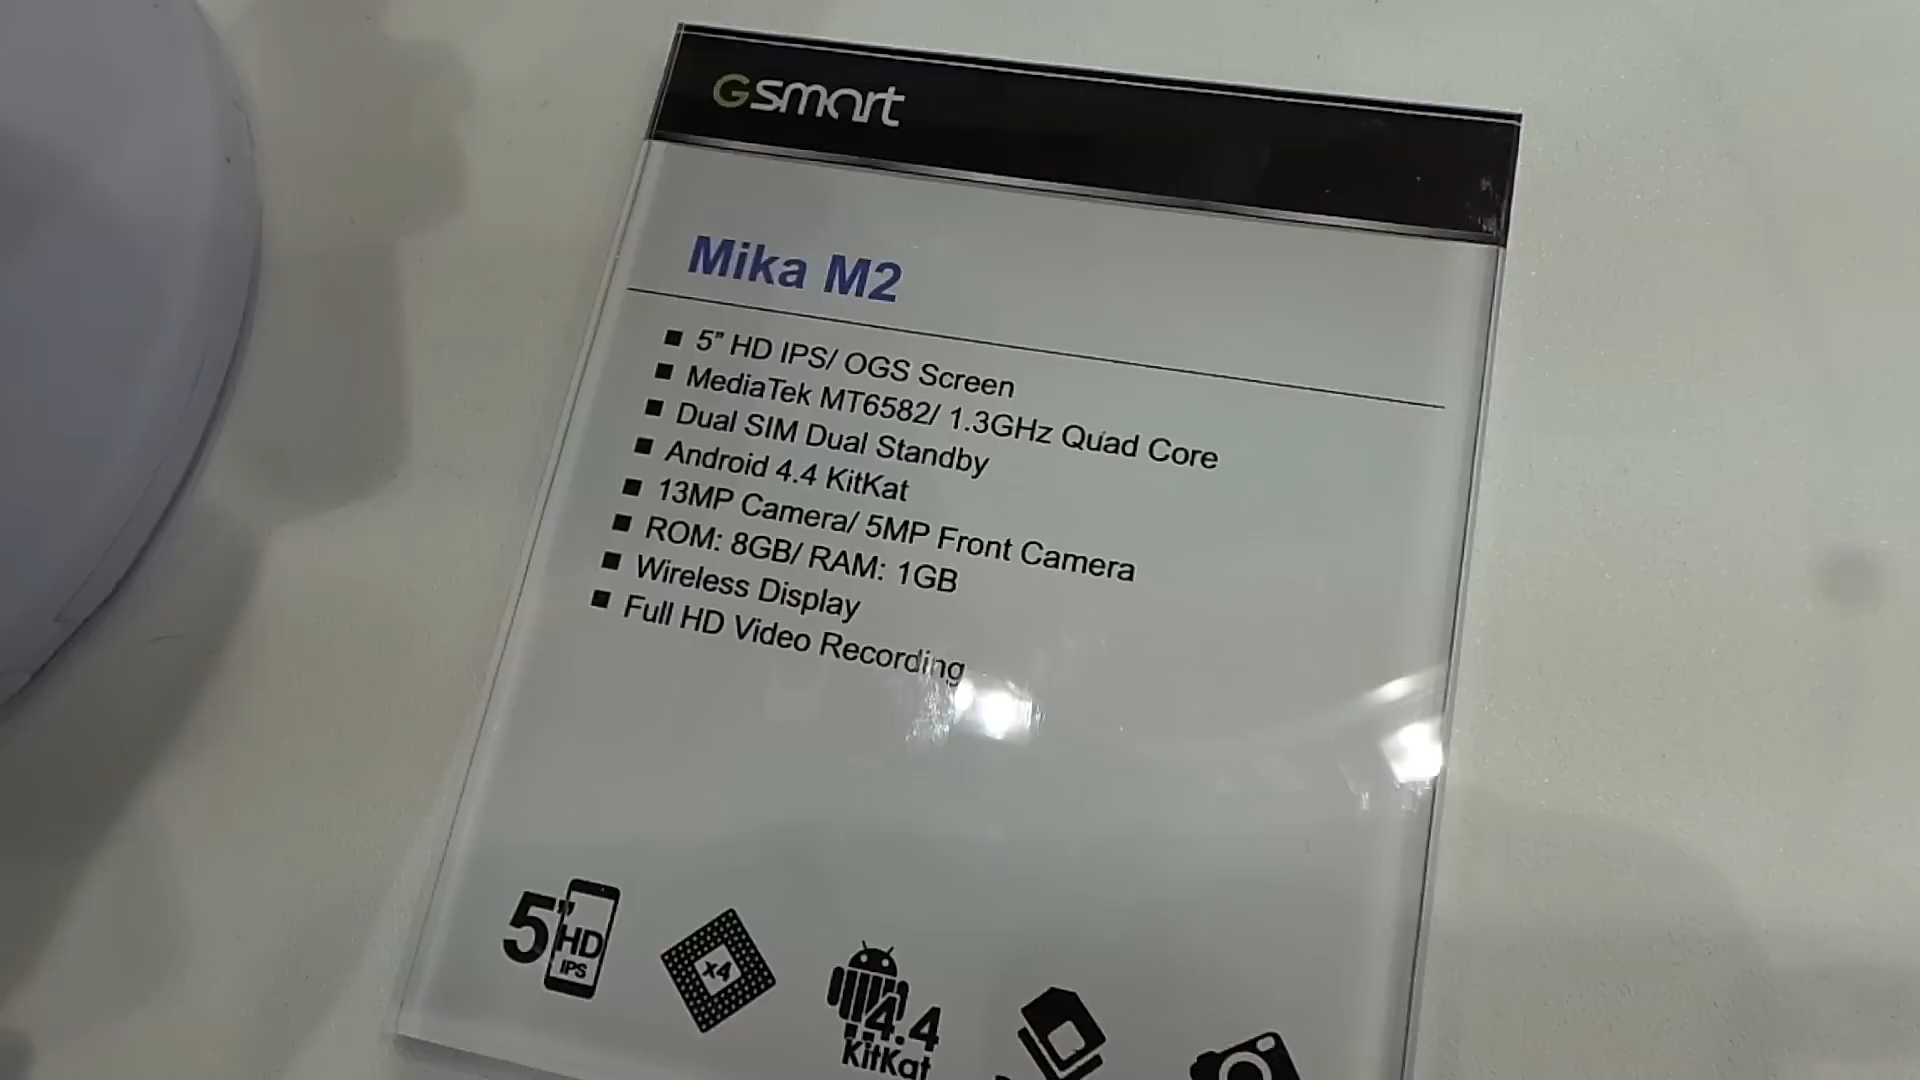 Gsmart
Mika M2
■ 5” HD IPS/ OGS Screen
■ MediaTek MT6582/ 1.3GHz Quad Core
■ Dual SIM Dual Standby
■ Android 4.4 KitKat
■ 13MP Camera/ 5MP Front Camera
■ ROM: 8GB/ RAM: 1GB
■ Wireless Display
■ Full HD Video Recording
5” HD
IPS
x4
4.4
KitKat